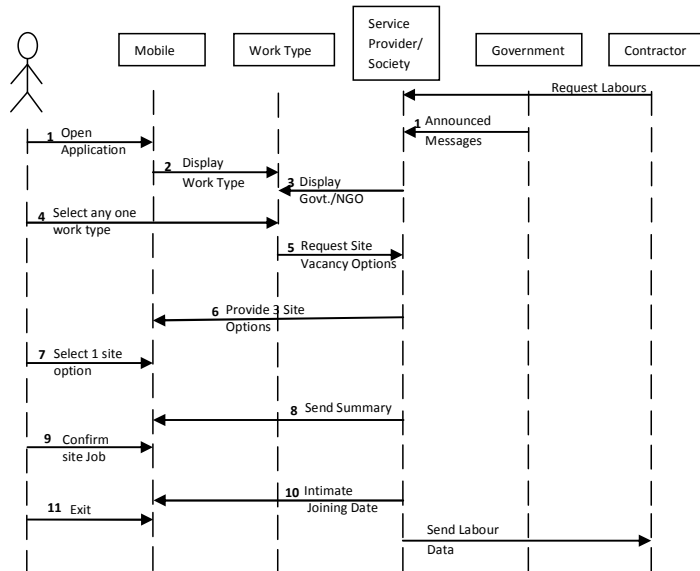 Service
Provider/
Society
Mobile
Work Type
Government
Contractor
Request Labours
1 Announced
Messages
1 Open
Application
2 Display
Work Type
3 Display
Govt./NGO
4 Select any one
work type
5 Request Site
Vacancy Options
6 Provide 3 Site
Options
7 Select 1 site
option
8 Send Summary
9 Confirm
site Job
10 Intimate
Joining Date
11 Exit
Send Labour
Data